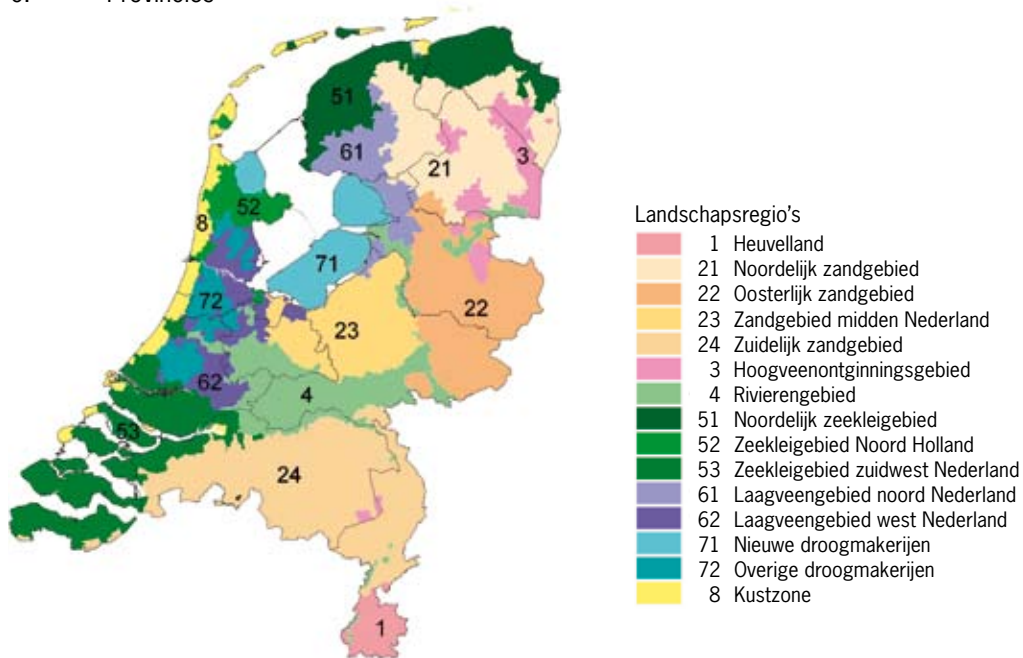 51
61
21
3
52
8
71
72
22
23
62
4
53
24
1
Landschapsregio's
1 Heuvelland
21 Noordelijk zandgebied
22 Oosterlijk zandgebied
23 Zandgebied midden Nederland
24 Zuidelijk zandgebied
3 Hoogveenontginningsgebied
4 Rivierengebied
51 Noordelijk zeekleigebied
52 Zeekleigebied Noord Holland
53 Zeekleigebied zuidwest Nederland
61 Laagveengebied noord Nederland
62 Laagveengebied west Nederland
71 Nieuwe droogmakerijen
72 Overige droogmakerijen
8 Kustzone